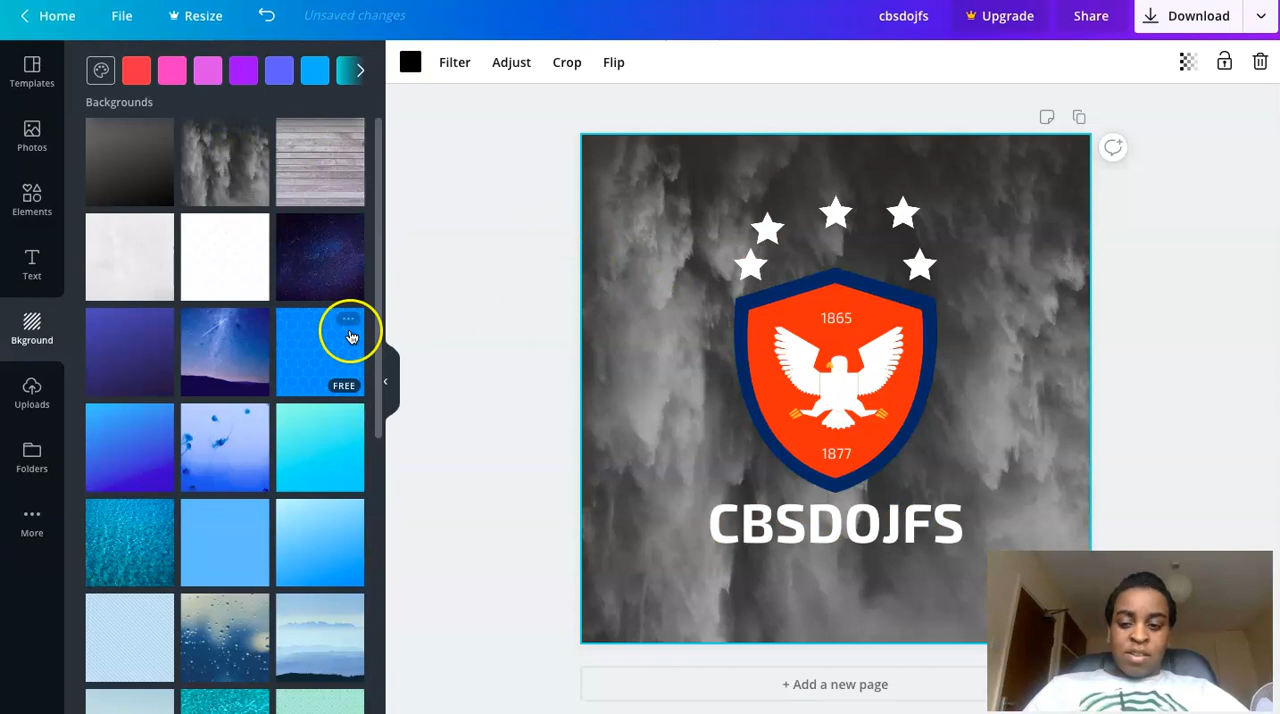 Home File Resize Unsaved changes cbsdojfs Upgrade Share Download
Filter Adjust Crop Flip
Templates
Photos
Elements
Text
Bkground
Uploads
Folders
More
Backgrounds
FREE
1865
1877
CBSDOJFS
+ Add a new page